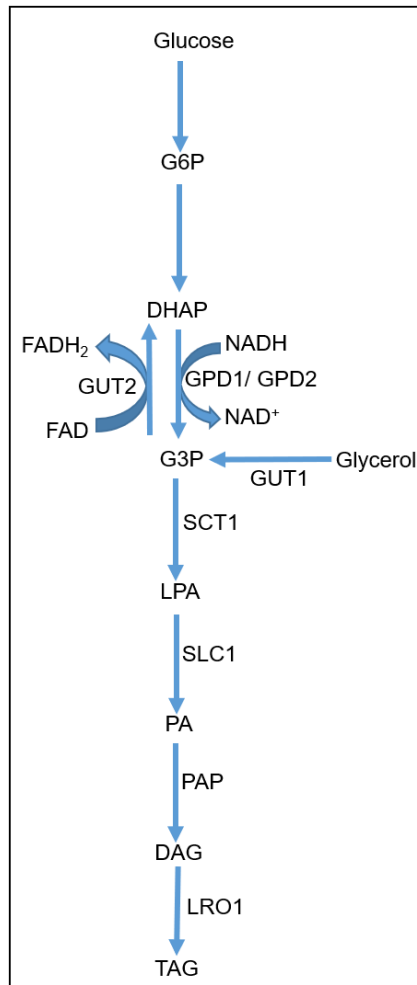 Glucose
G6P
DHAP
FADH₂
NADH
GUT2
GPD1/ GPD2
FAD
NAD⁺
G3P
Glycerol
GUT1
SCT1
LPA
SLC1
PA
PAP
DAG
LRO1
TAG